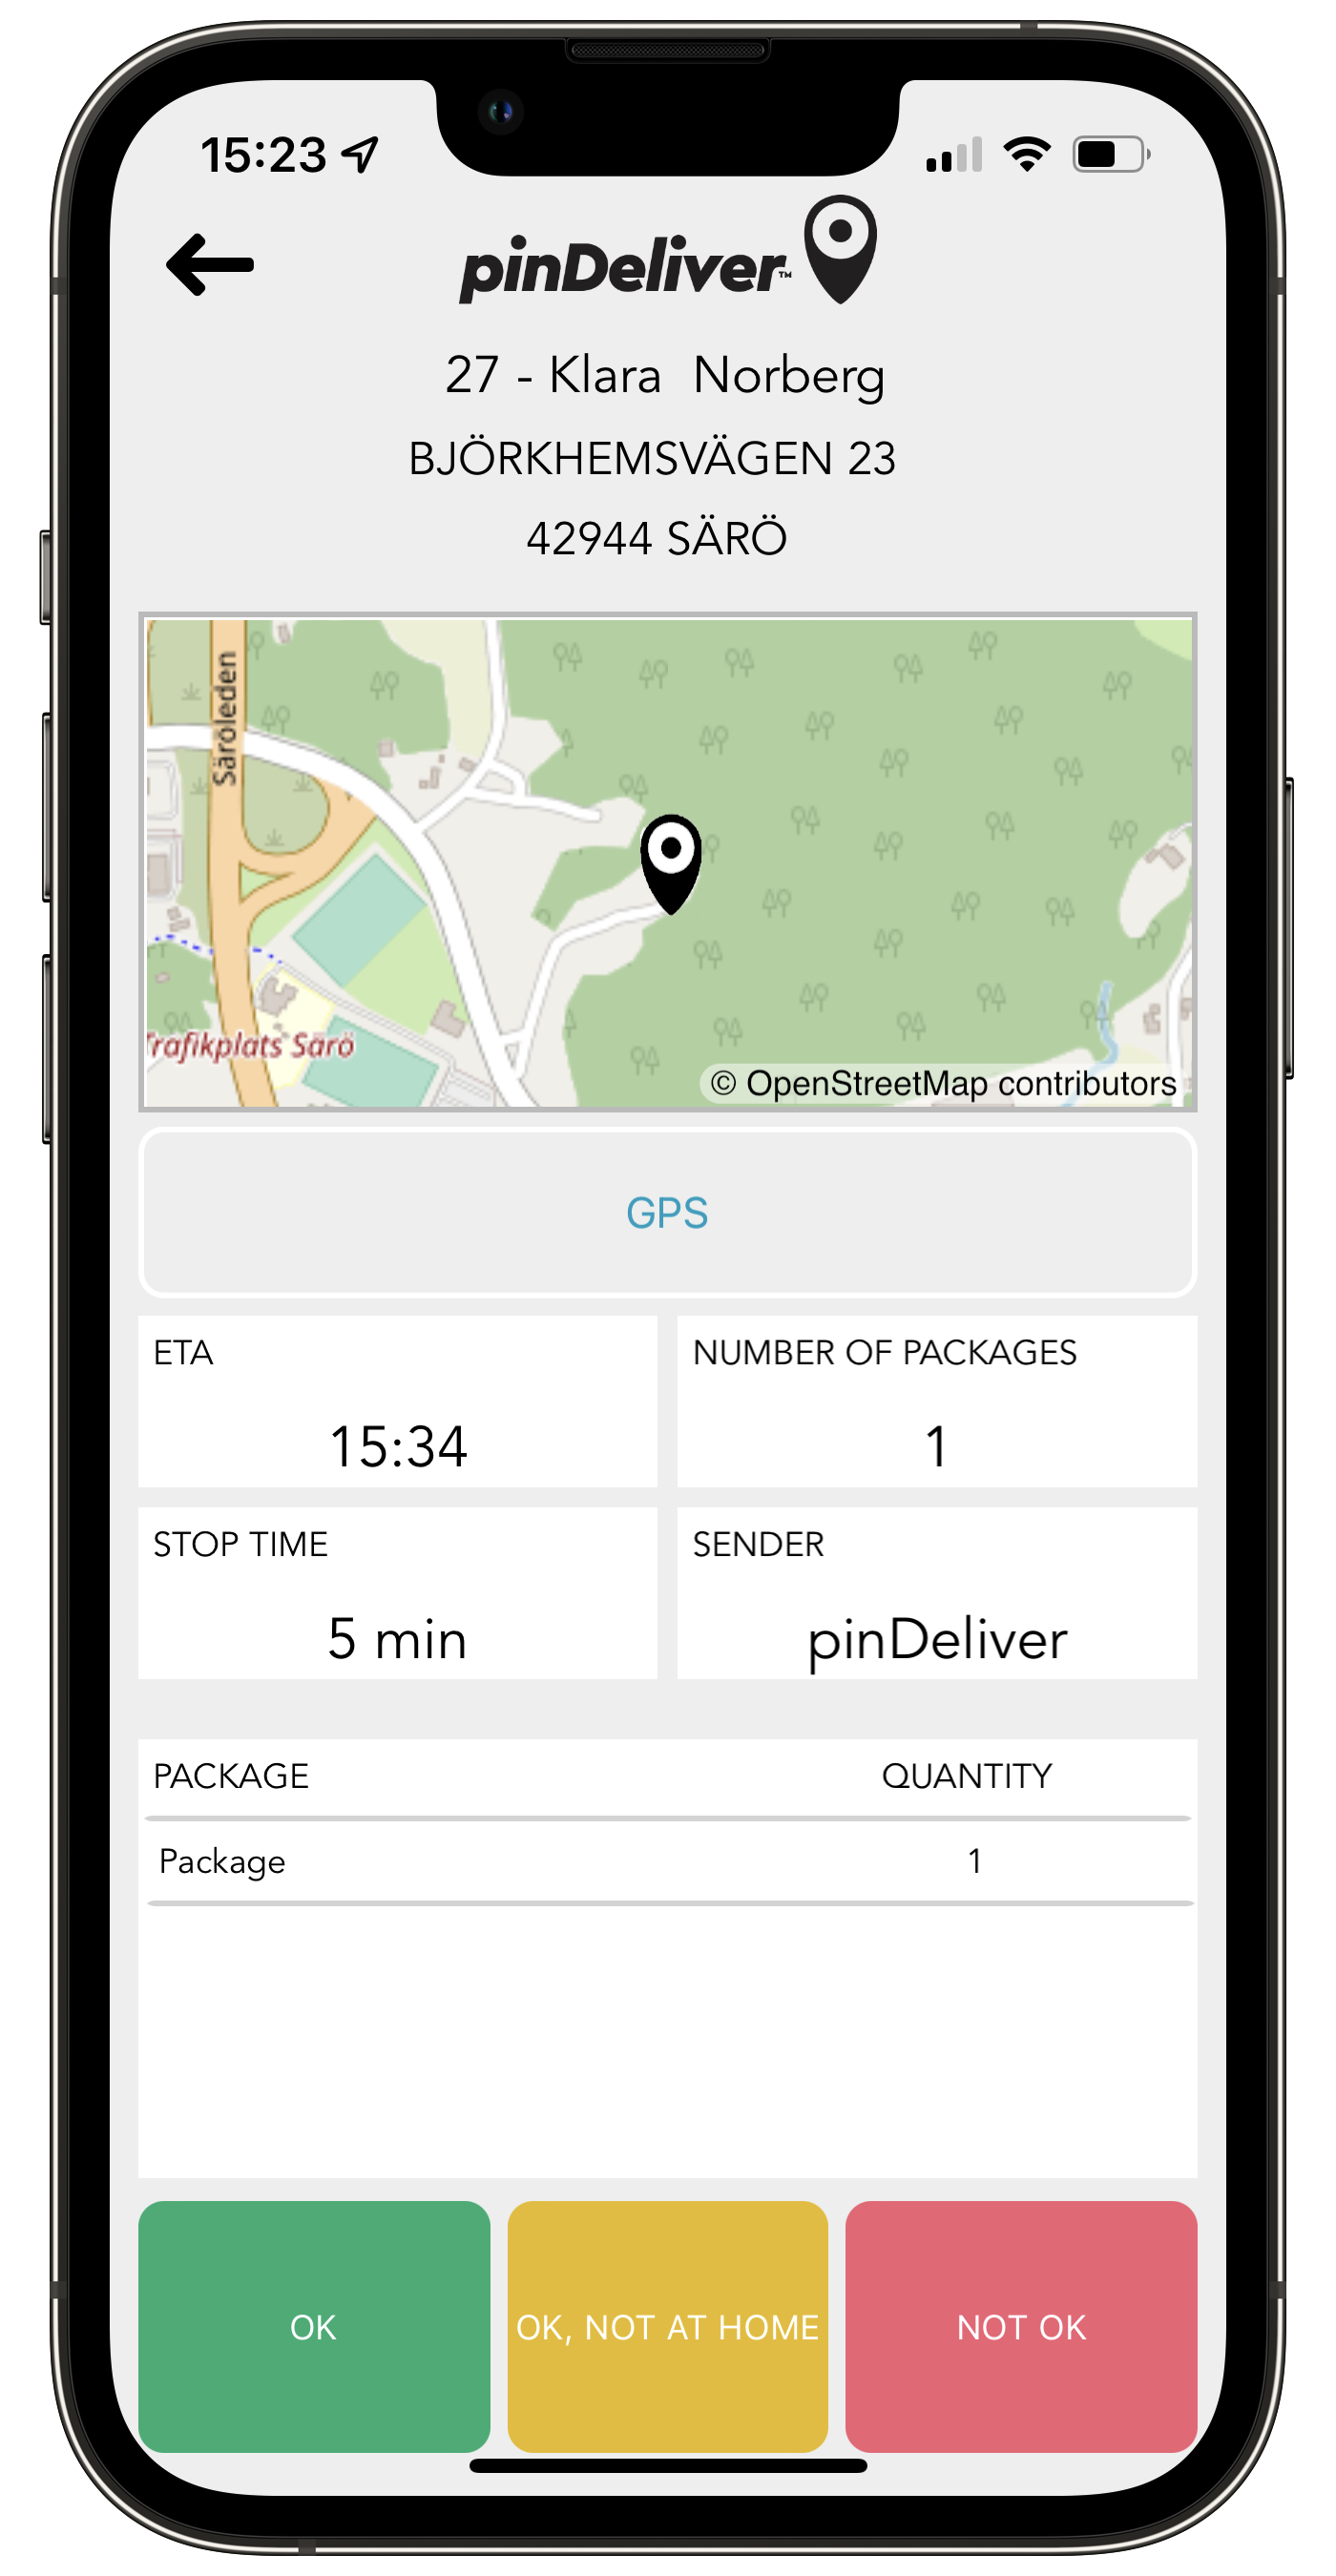 15:23
pinDeliver™
27 - Klara  Norberg
BJÖRKHEMSVÄGEN 23
42944 SÄRÖ
Säröleden
Trafikplats Särö
© OpenStreetMap contributors
GPS
ETA
15:34
NUMBER OF PACKAGES
1
STOP TIME
5 min
SENDER
pinDeliver
PACKAGE QUANTITY
Package 1
OK
OK, NOT AT HOME
NOT OK